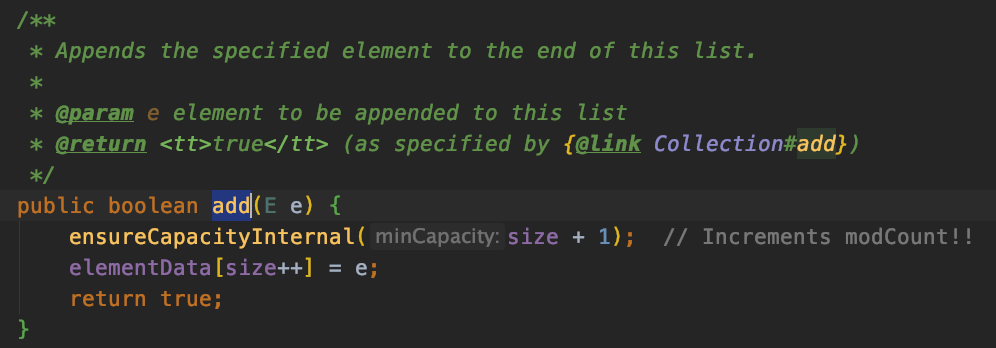 /**
 * Appends the specified element to the end of this list.
 *
 * @param e element to be appended to this list
 * @return <tt>true</tt> (as specified by {@link Collection#add})
 */
public boolean add(E e) {
    ensureCapacityInternal( minCapacity: size + 1);  // Increments modCount!!
    elementData[size++] = e;
    return true;
}